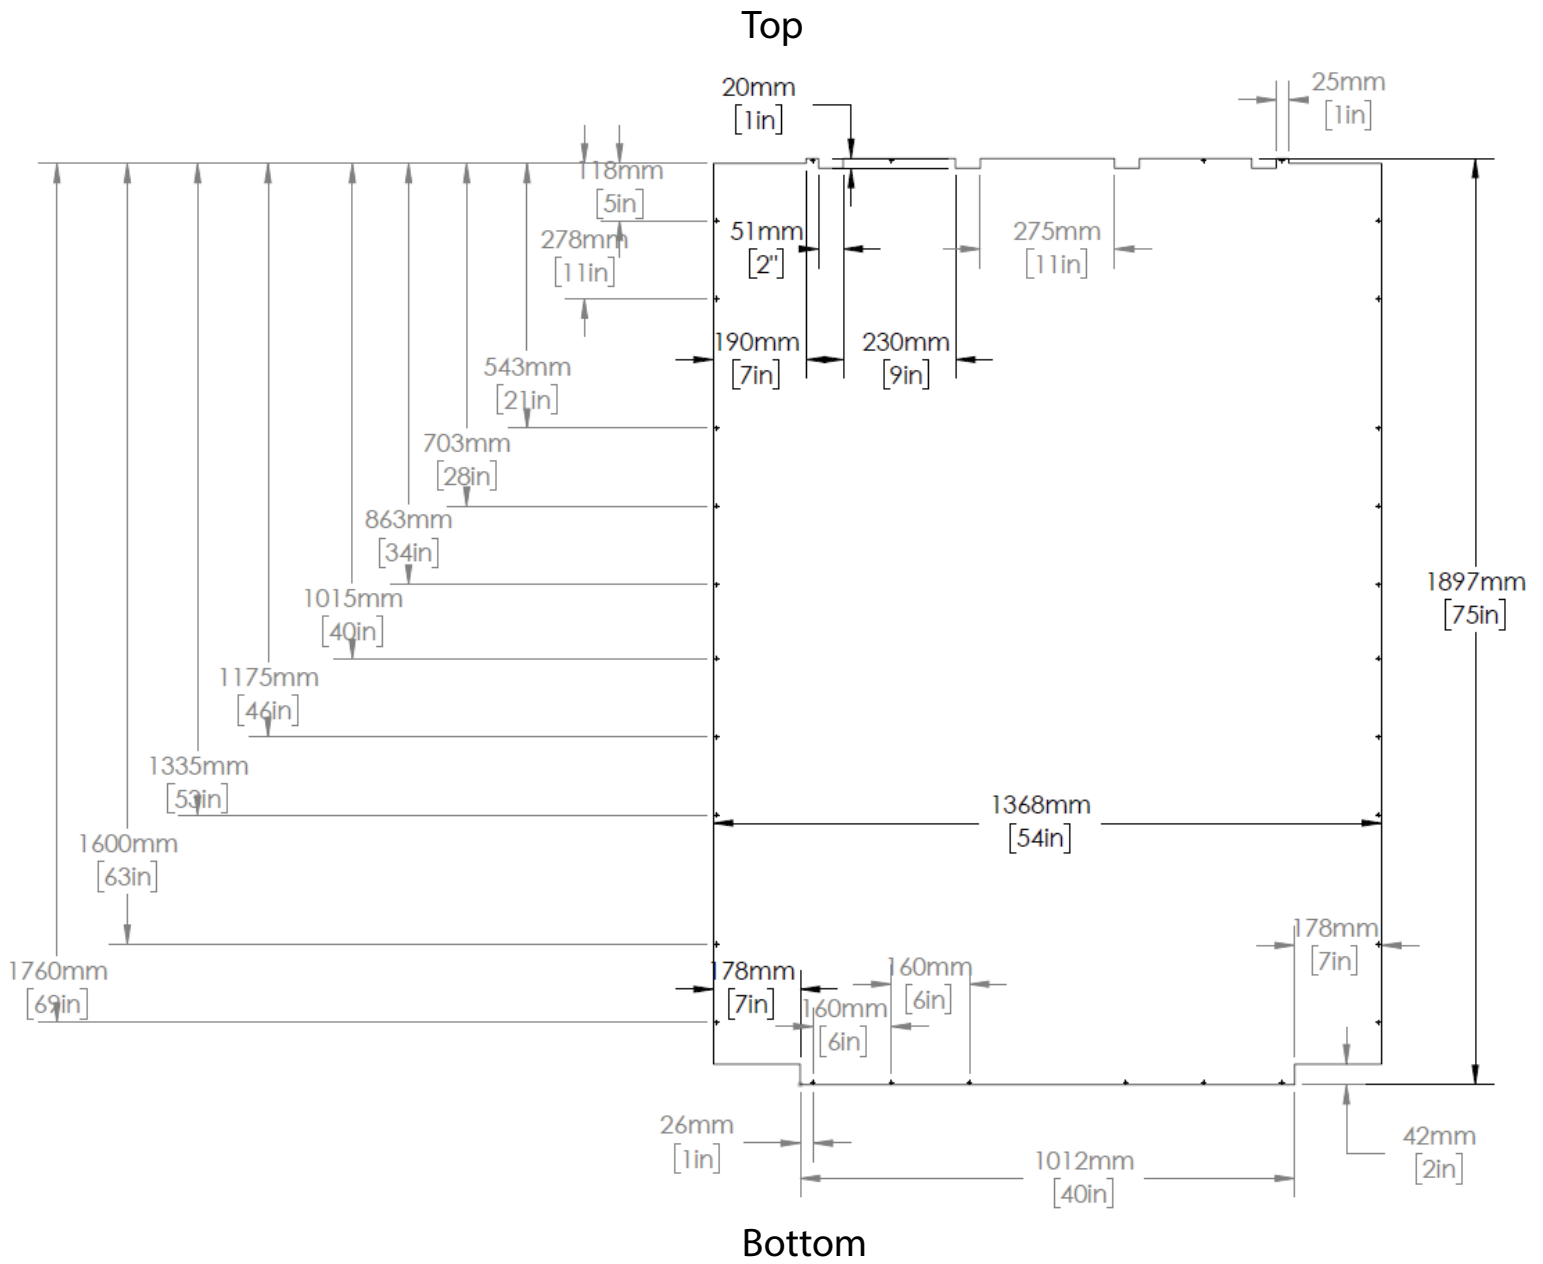 Top
20mm
[1in]
25mm
[1in]
118mm
[5in]
278mm
[11in]
51mm
[2"]
275mm
[11in]
190mm
[7in]
230mm
[9in]
543mm
[21in]
703mm
[28in]
863mm
[34in]
1015mm
[40in]
1175mm
[46in]
1335mm
[53in]
1600mm
[63in]
1760mm
[69in]
1897mm
[75in]
1368mm
[54in]
178mm
[7in]
178mm
[7in]
160mm
[6in]
160mm
[6in]
26mm
[1in]
1012mm
[40in]
42mm
[2in]
Bottom